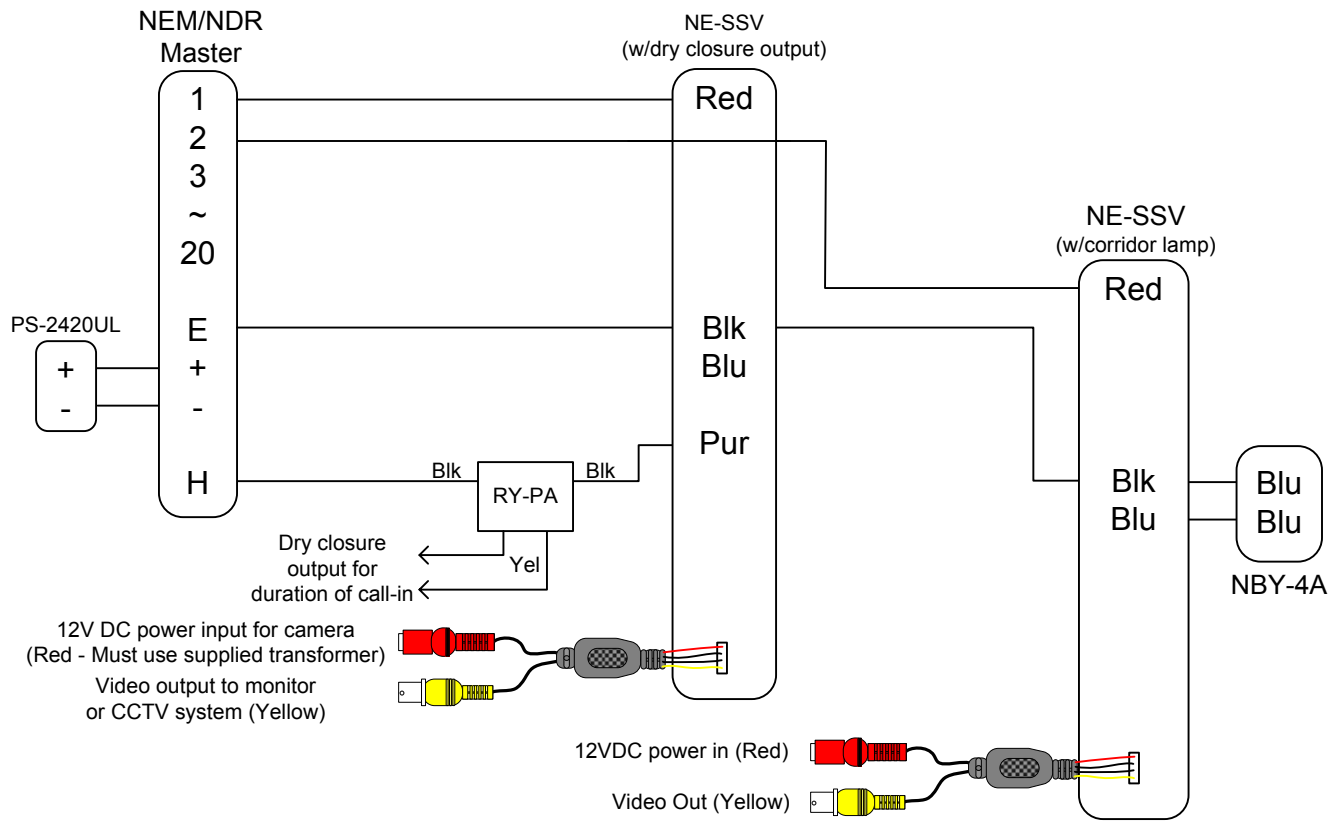 NEM/NDR
Master
1
2
3
~
20
E
+
-
H
PS-2420UL
+
-
NE-SSV
(w/dry closure output)
Red
Blk
Blu
Pur
Blk
RY-PA
Blk
Yel
Dry closure
output for
duration of call-in
12V DC power input for camera
(Red - Must use supplied transformer)
Video output to monitor
or CCTV system (Yellow)
NE-SSV
(w/corridor lamp)
Red
Blk
Blu
Blu
Blu
NBY-4A
12VDC power in (Red)
Video Out (Yellow)